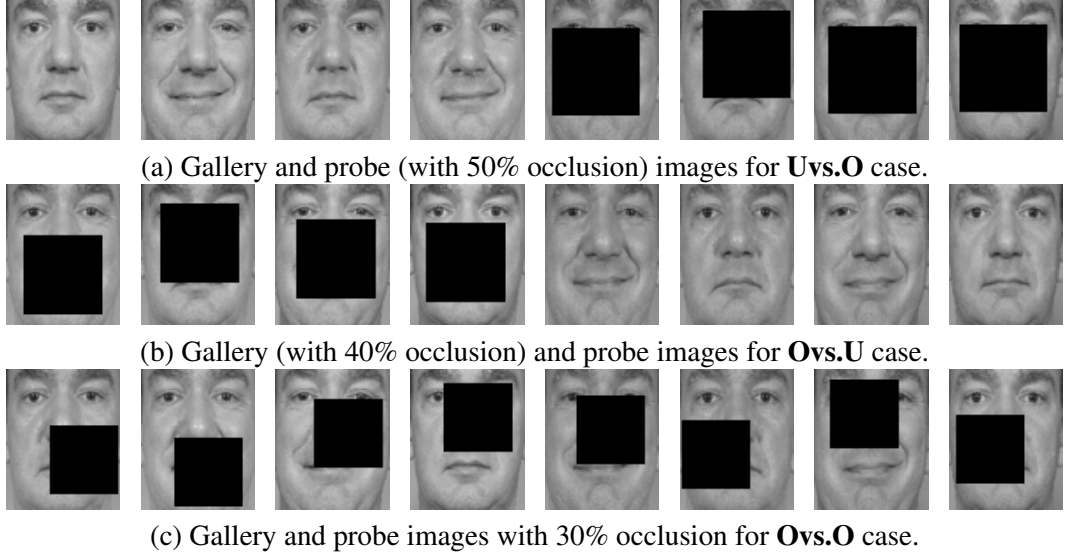 (a) Gallery and probe (with 50% occlusion) images for Uvs.O case.
(b) Gallery (with 40% occlusion) and probe images for Ovs.U case.
(c) Gallery and probe images with 30% occlusion for Ovs.O case.